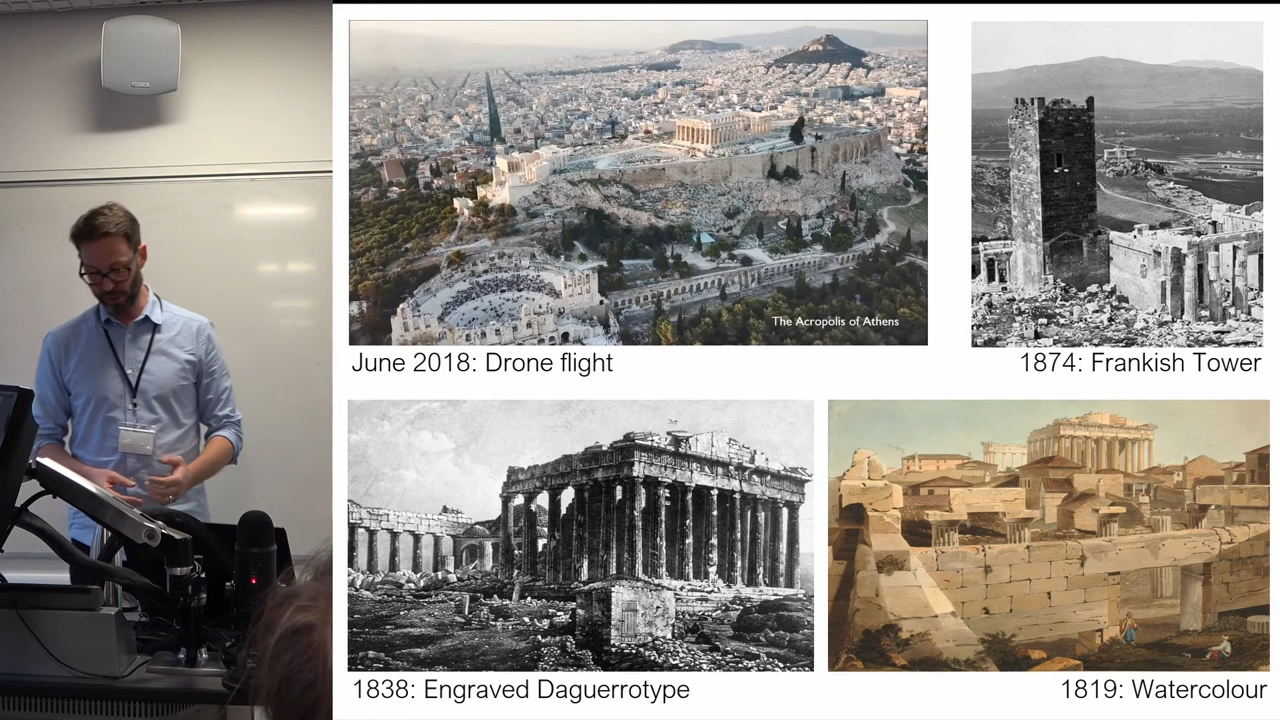 The Acropolis of Athens
June 2018: Drone flight
1874: Frankish Tower
1838: Engraved Daguerrotype
1819: Watercolour